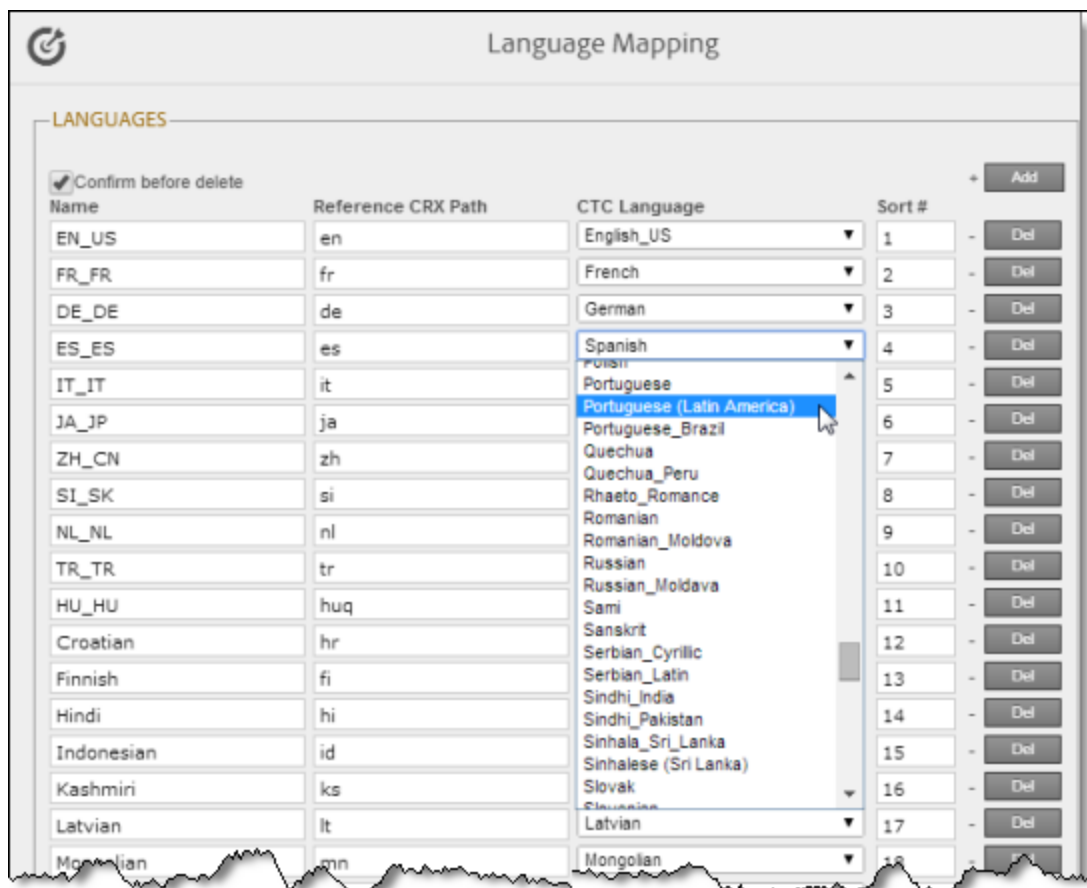 Language Mapping
LANGUAGES
Confirm before delete
+ Add
Name Reference CRX Path CTC Language Sort #
EN_US en English_US 1 - Del
FR_FR fr French 2 - Del
DE_DE de German 3 - Del
ES_ES es Spanish 4 - Del
Polish
IT_IT it Portuguese 5 - Del
Portuguese (Latin America)
JA_JP ja Portuguese_Brazil 6 - Del
Quechua
ZH_CN zh Quechua_Peru 7 - Del
SI_SK si Rhaeto_Romance 8 - Del
Romanian
NL_NL nl Romanian_Moldova 9 - Del
TR_TR tr Russian 10 - Del
Russian_Moldava
HU_HU huq Sami 11 - Del
Sanskrit
Croatian hr Serbian_Cyrillic 12 - Del
Finnish fi Serbian_Latin 13 - Del
Sindhi_India
Hindi hi Sindhi_Pakistan 14 - Del
Indonesian id Sinhala_Sri_Lanka 15 - Del
Sinhalese (Sri Lanka)
Kashmiri ks Slovak 16 - Del
Slovenian
Latvian lt Latvian 17 - Del
Mongolian mn Mongolian 18